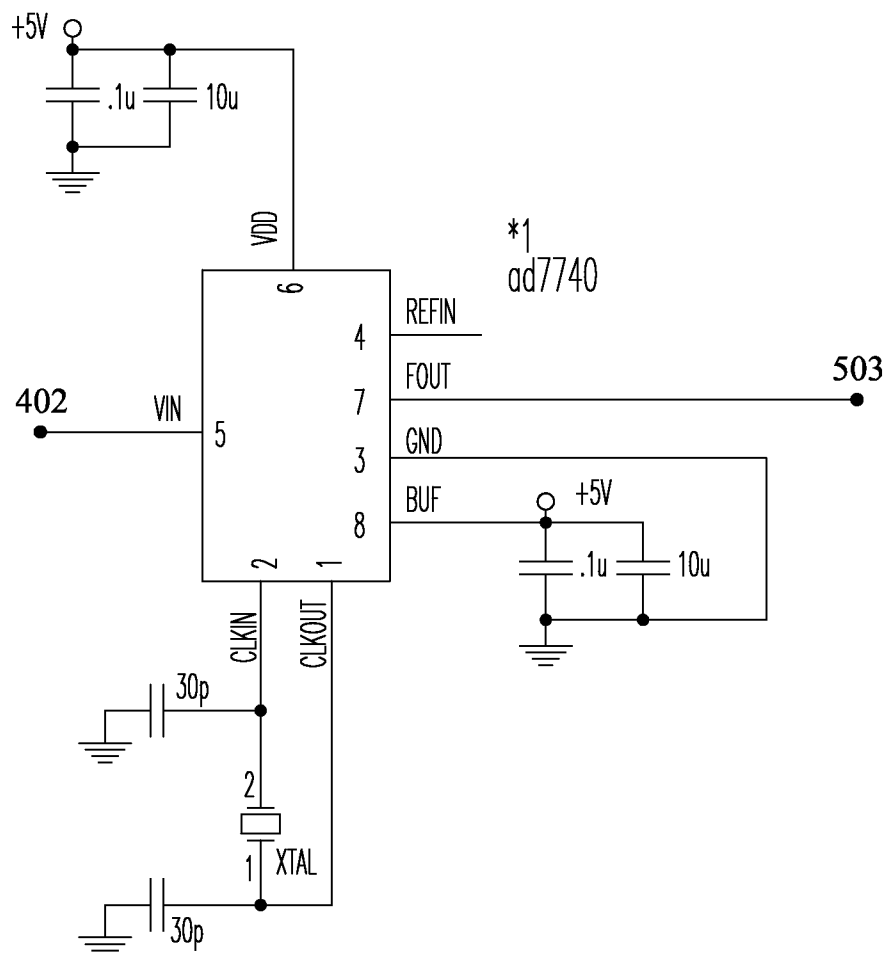 +5V
.1u
10u
VDD
*1
ad7740
6
4
REFIN
7
FOUT
503
402
VIN
5
3
GND
8
BUF
+5V
.1u
10u
2
1
CLKIN
CLKOUT
30p
2
1
XTAL
30p